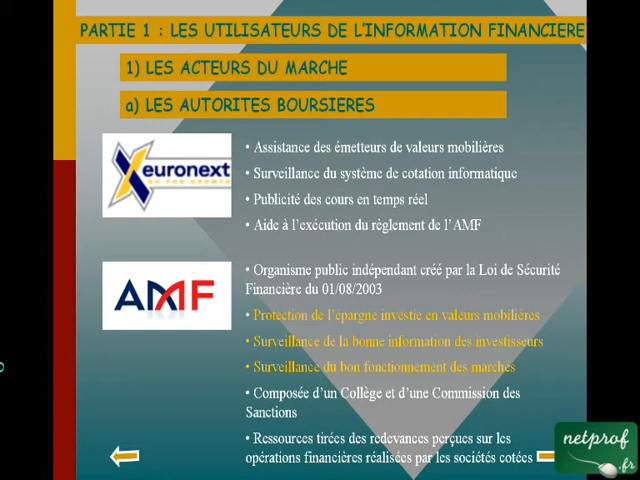 PARTIE 1 : LES UTILISATEURS DE L'INFORMATION FINANCIERE
1) LES ACTEURS DU MARCHE
a) LES AUTORITES BOURSIERES
euronext
GO FOR GROWTH
• Assistance des émetteurs de valeurs mobilières
• Surveillance du système de cotation informatique
• Publicité des cours en temps réel
• Aide à l'exécution du règlement de l'AMF
AMF
• Organisme public indépendant créé par la Loi de Sécurité
Financière du 01/08/2003
• Protection de l'épargne investie en valeurs mobilières
• Surveillance de la bonne information des investisseurs
• Surveillance du bon fonctionnement des marchés
• Composée d'un Collège et d'une Commission des
Sanctions
• Ressources tirées des redevances perçues sur les
opérations financières réalisées par les sociétés cotées
netprof
.fr